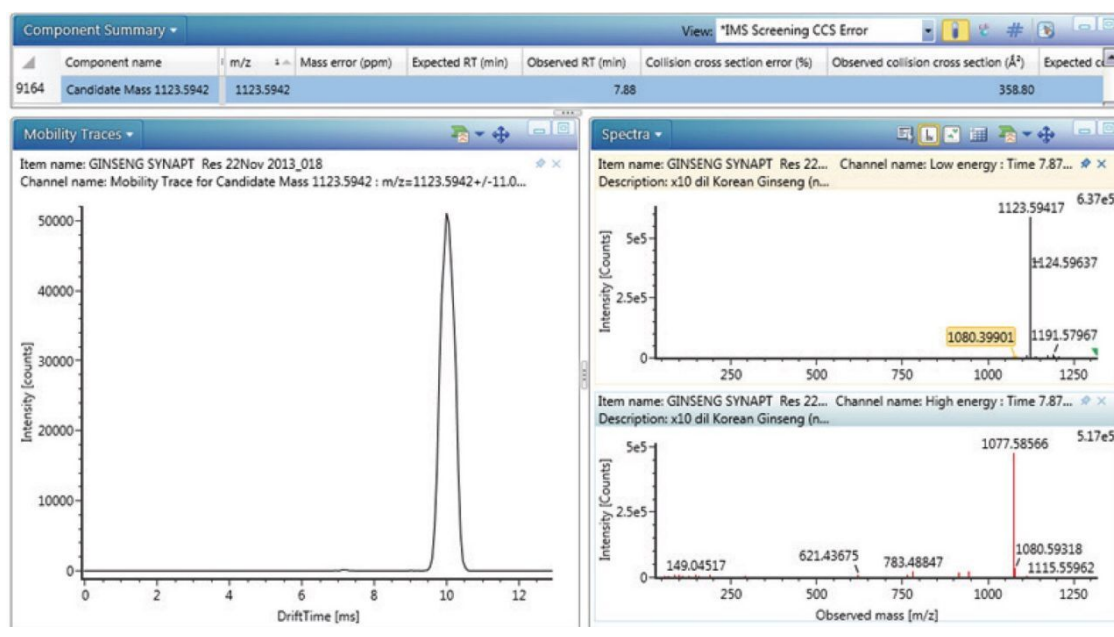 Component Summary
View: *IMS Screening CCS Error
Component name m/z 1 Mass error (ppm) Expected RT (min) Observed RT (min) Collision cross section error (%) Observed collision cross section (Å²) Expected
9164 Candidate Mass 1123.5942 1123.5942 7.88 358.80
Mobility Traces
Item name: GINSENG SYNAPT Res 22Nov 2013_018
Channel name: Mobility Trace for Candidate Mass 1123.5942 : m/z=1123.5942+/-11.0...
50000
40000
30000
20000
10000
0
Intensity [counts]
0 2 4 6 8 10 12
DriftTime [ms]
Spectra
Item name: GINSENG SYNAPT Res 22... Channel name: Low energy : Time 7.87...
Description: x10 dil Korean Ginseng (n...
6.37e5
1123.59417
5e5
1124.59637
2.5e5
1080.39901
1191.57967
0
Intensity [Counts]
250 500 750 1000 1250
Item name: GINSENG SYNAPT Res 22... Channel name: High energy : Time 7.87...
Description: x10 dil Korean Ginseng (n...
5.17e5
1077.58566
5e5
2.5e5
1080.59318
149.04517 621.43675 783.48847
1115.55962
0
Intensity [Counts]
250 500 750 1000 1250
Observed mass [m/z]